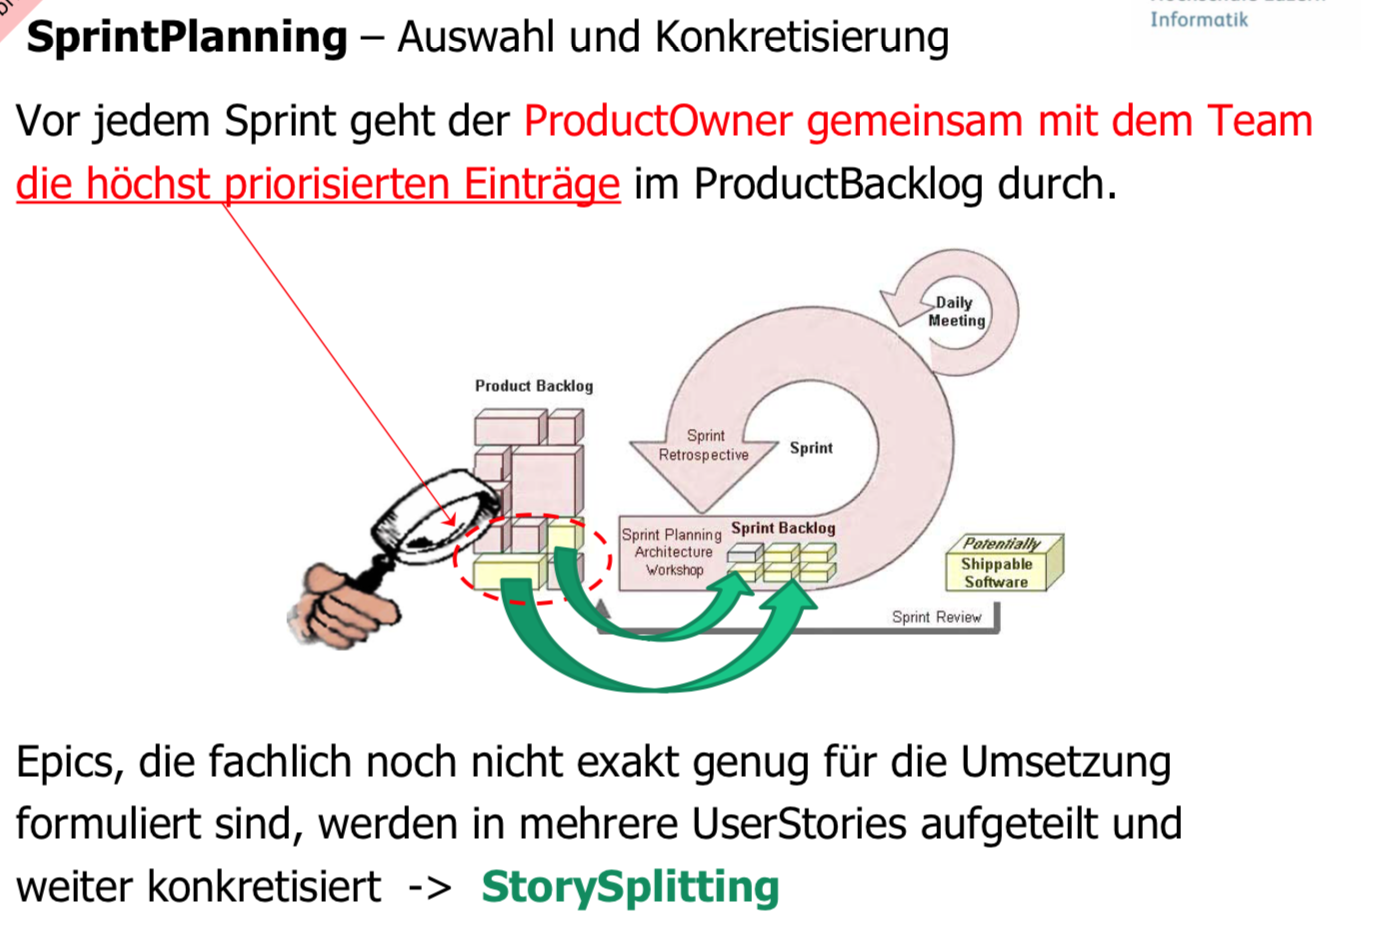 Informatik
SprintPlanning – Auswahl und Konkretisierung
Vor jedem Sprint geht der ProductOwner gemeinsam mit dem Team
die höchst priorisierten Einträge im ProductBacklog durch.
Daily
Meeting
Product Backlog
Sprint
Retrospective
Sprint
Sprint Planning
Architecture
Workshop
Sprint Backlog
Potentially
Shippable
Software
Sprint Review
Epics, die fachlich noch nicht exakt genug für die Umsetzung
formuliert sind, werden in mehrere UserStories aufgeteilt und
weiter konkretisiert -> StorySplitting